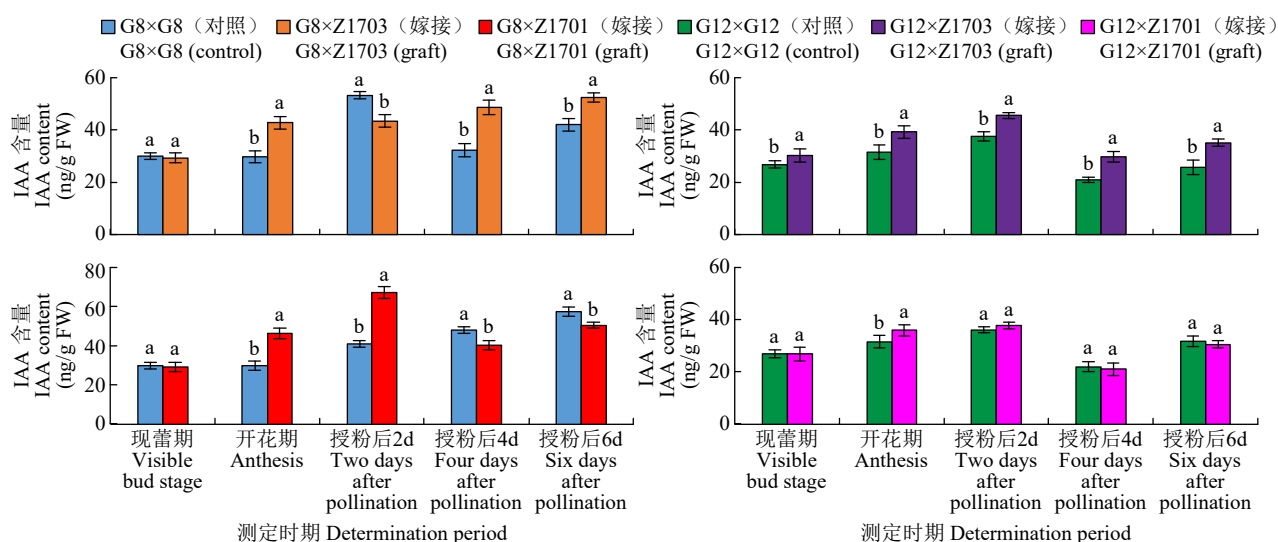 G8×G8（对照） G8×Z1703（嫁接） G8×Z1701（嫁接） G12×G12（对照） G12×Z1703（嫁接） G12×Z1701（嫁接）
G8×G8 (control) G8×Z1703 (graft) G8×Z1701 (graft) G12×G12 (control) G12×Z1703 (graft) G12×Z1701 (graft)
IAA 含量
IAA content
(ng/g FW)
60
40
20
0
a a b a a b b a b a
IAA 含量
IAA content
(ng/g FW)
60
40
20
0
b a b a b a b a b a
IAA 含量
IAA content
(ng/g FW)
80
60
40
20
0
a a b a b a a b a b
现蕾期 开花期 授粉后2d 授粉后4d 授粉后6d
Visible Anthesis Two days Four days Six days
bud stage after after after
pollination pollination pollination
测定时期 Determination period
IAA 含量
IAA content
(ng/g FW)
60
40
20
0
a a b a a a a a a a
现蕾期 开花期 授粉后2d 授粉后4d 授粉后6d
Visible Anthesis Two days Four days Six days
bud stage after after after
pollination pollination pollination
测定时期 Determination period